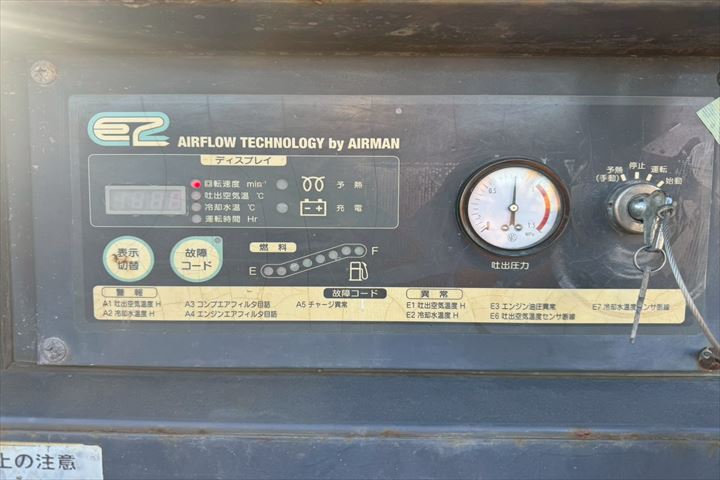 e2 AIRFLOW TECHNOLOGY by AIRMAN
ディスプレイ
回転速度 min⁻¹ 予熱
吐出空気温 ℃
冷却水温 ℃ 充電
運転時間 Hr
表示
切替
故障
コード
燃料
E F
0.5
MPa
吐出圧力
予熱
(手動)
停止
運転
始動
警報 故障コード 異常
A1 吐出空気温度 H A3 コンプエアフィルタ目詰 A5 チャージ異常 E1 吐出空気温度 H E3 エンジン油圧異常 E7 冷却水温度センサ断線
A2 冷却水温度 H A4 エンジンエアフィルタ目詰 E2 冷却水温度 H E6 吐出空気温度センサ断線
上の注意